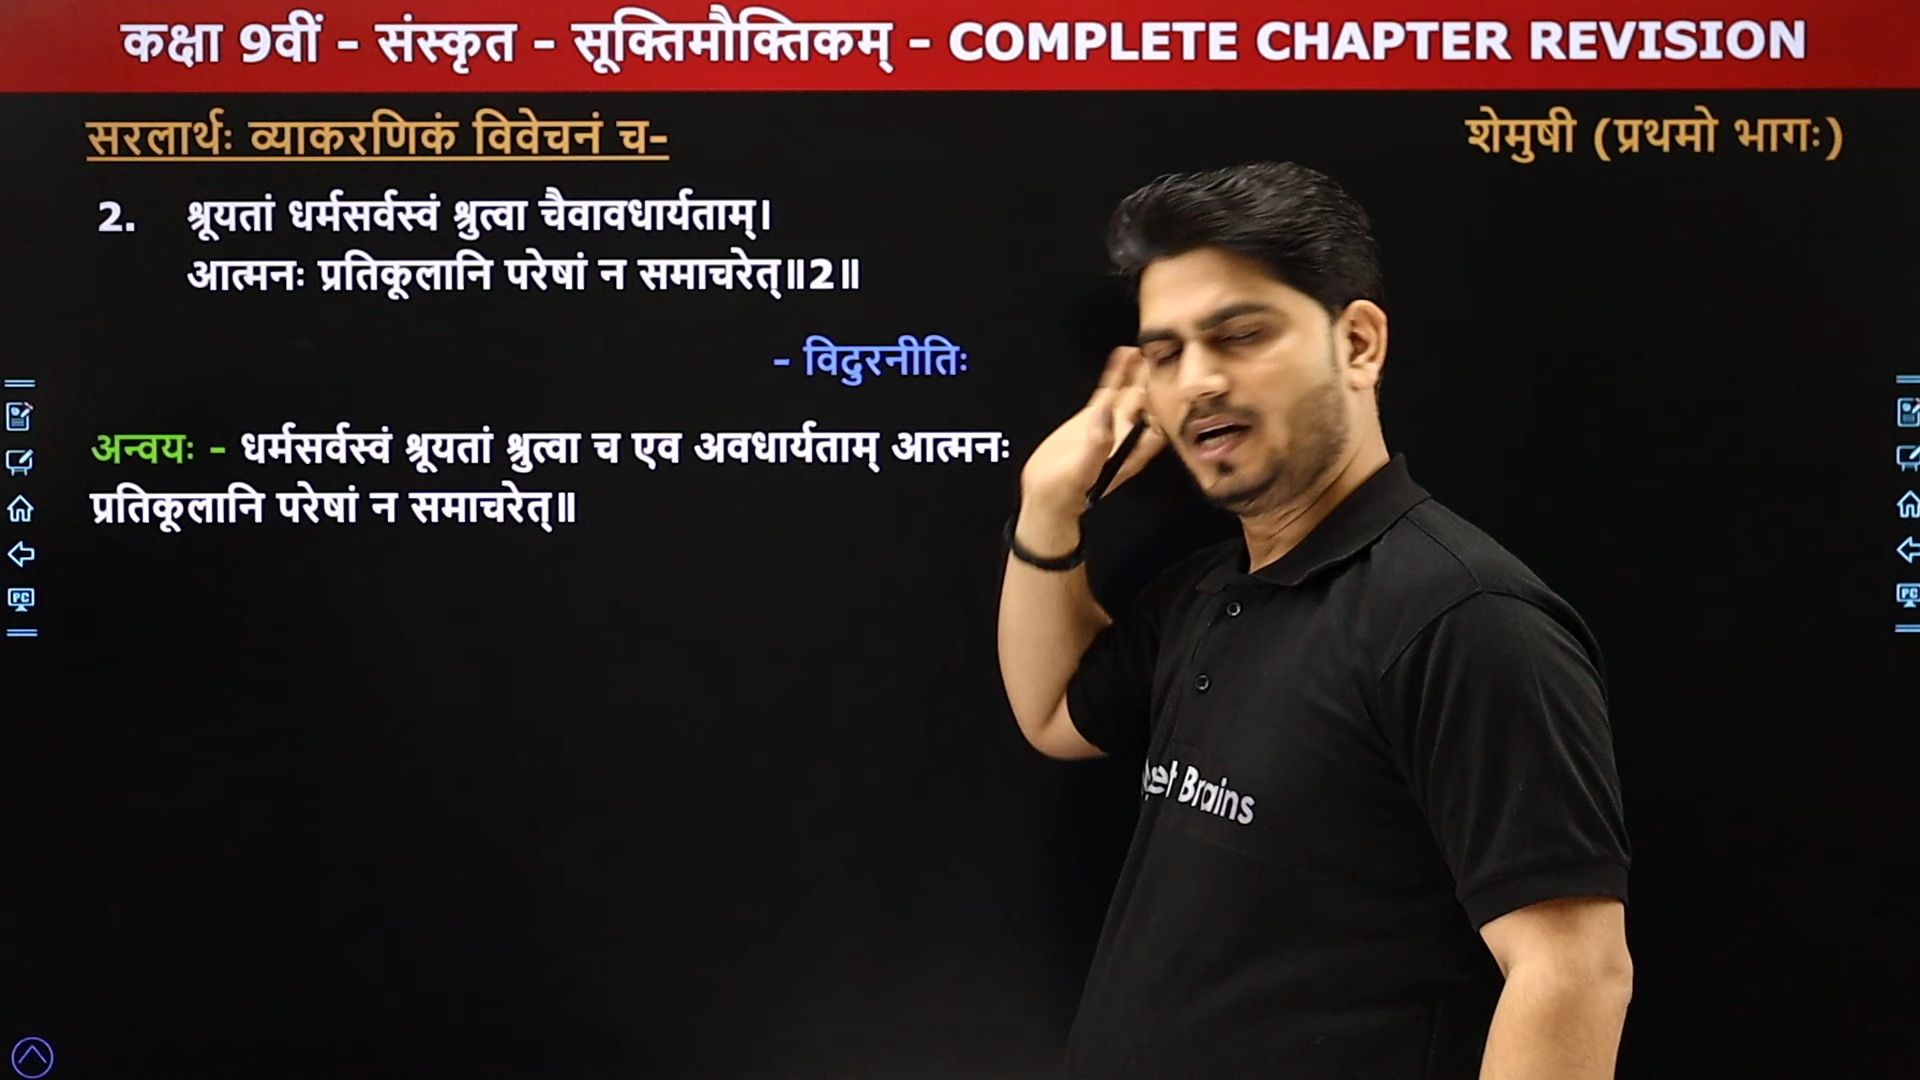 कक्षा 9वीं - संस्कृत - सूक्तिमौक्तिकम् - COMPLETE CHAPTER REVISION
सरलार्थः व्याकरणिकं विवेचनं च-
शेमुषी (प्रथमो भागः)
2. श्रूयतां धर्मसर्वस्वं श्रुत्वा चैवावधार्यताम्।
आत्मनः प्रतिकूलानि परेषां न समाचरेत्॥2॥
- विदुरनीतिः
अन्वयः - धर्मसर्वस्वं श्रूयतां श्रुत्वा च एव अवधार्यताम् आत्मनः
प्रतिकूलानि परेषां न समाचरेत्॥
Brains
PC
PC